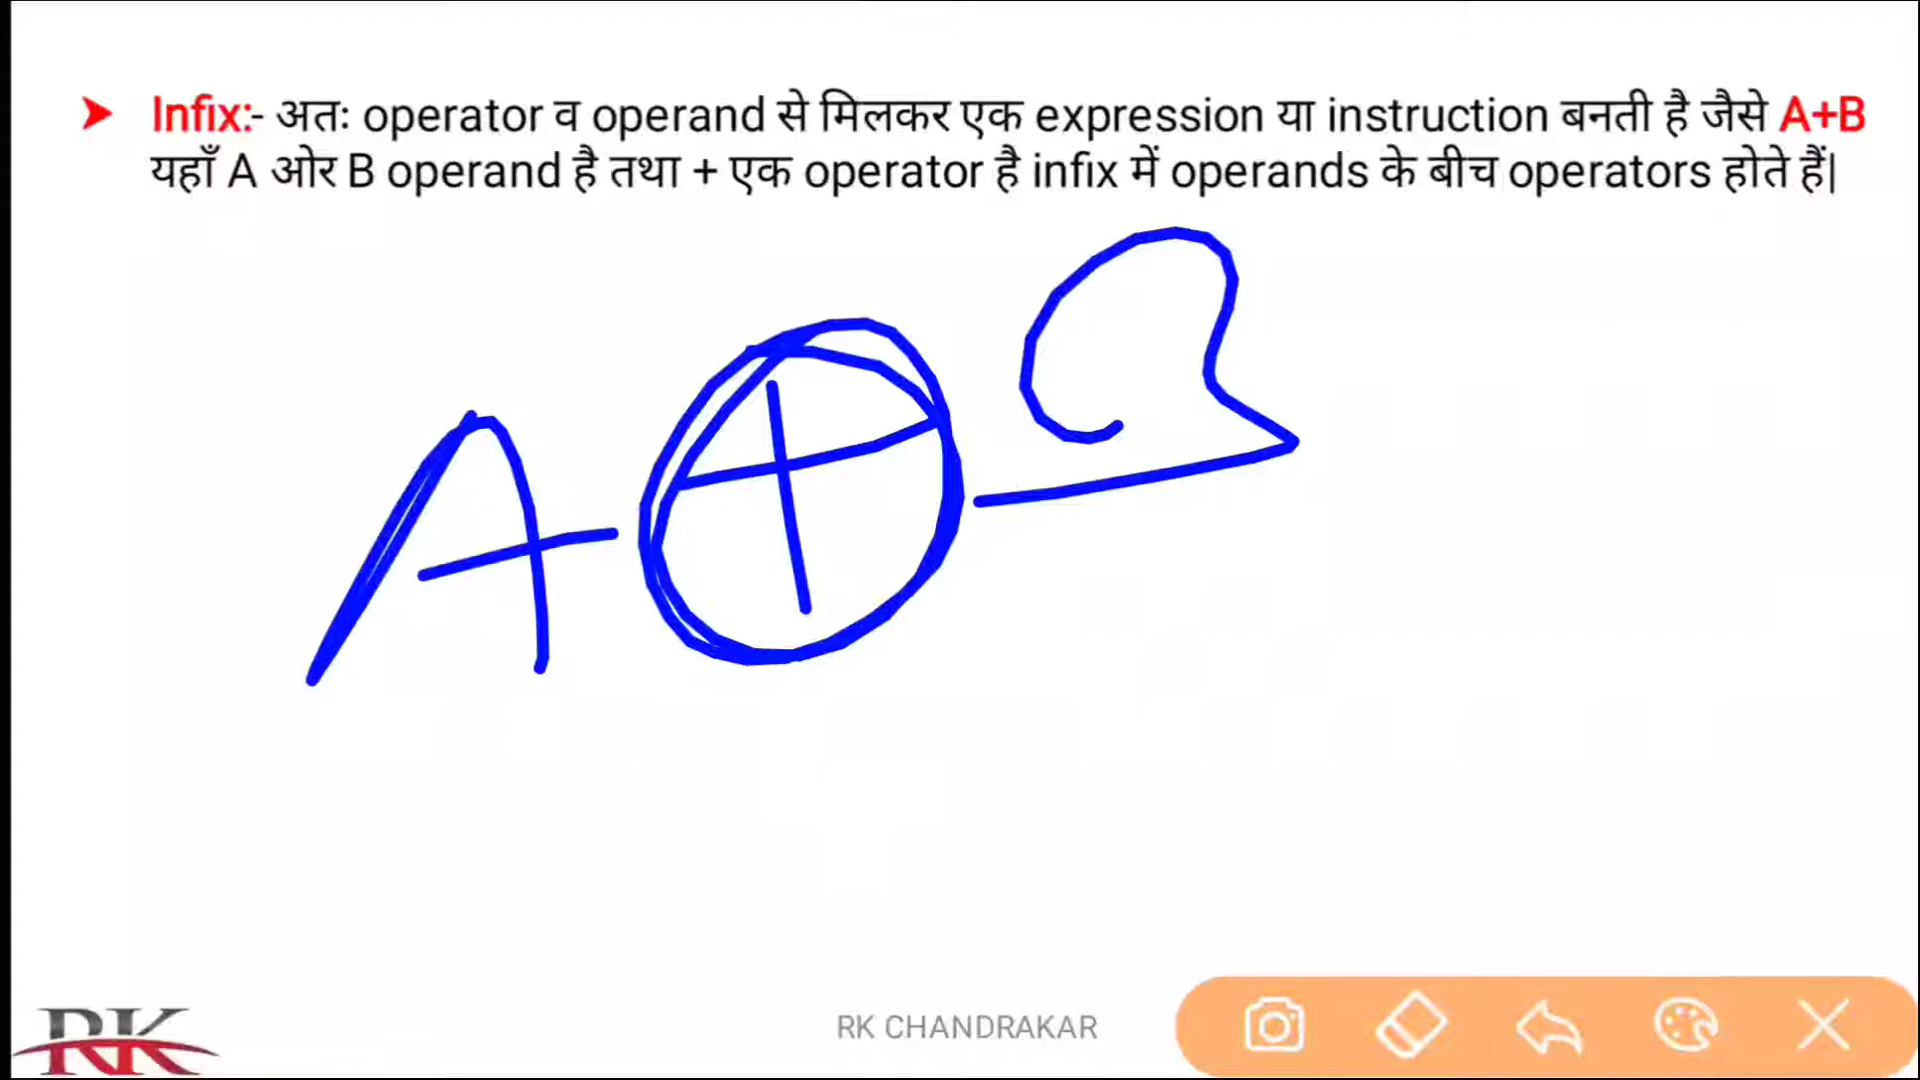 ➤ Infix:- अतः operator व operand से मिलकर एक expression या instruction बनती है जैसे A+B
यहाँ A ओर B operand है तथा + एक operator है infix में operands के बीच operators होते हैं|
A + B
RK
RK CHANDRAKAR